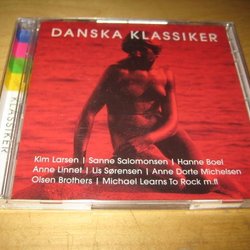 DANSKA KLASSIKER
Kim Larsen | Sanne Salomonsen | Hanne Boel
Anne Linnet | Lis Sørensen | Anne Dorte Michelsen
Olsen Brothers | Michael Learns To Rock m.fl
KLASSIKER